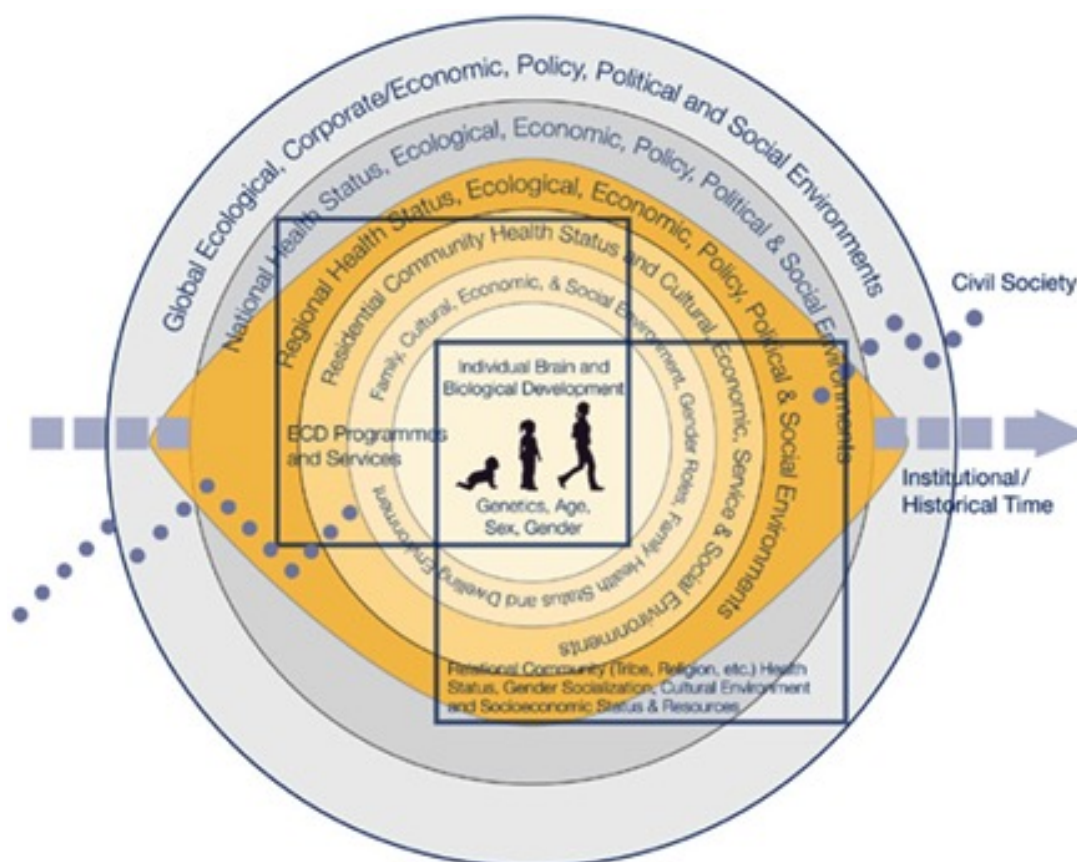 Global Ecological, Corporate/Economic, Policy, Political and Social Environments
National Health Status, Ecological, Economic, Policy, Political & Social Environments
Regional Health Status, Ecological, Economic, Policy, Political & Social Environments
Residential Community Health Status and Cultural, Economic, Service & Social Environments
Family, Cultural, Economic, & Social Environment, Gender Roles, Family Health Status and Dwelling Environment
Civil Society
Individual Brain and
Biological Development
ECD Programmes
and Services
Genetics, Age,
Sex, Gender
Institutional/
Historical Time
Relational Community (Tribe, Religion, etc.) Health
Status, Gender Socialization, Cultural Environment
and Socioeconomic Status & Resources